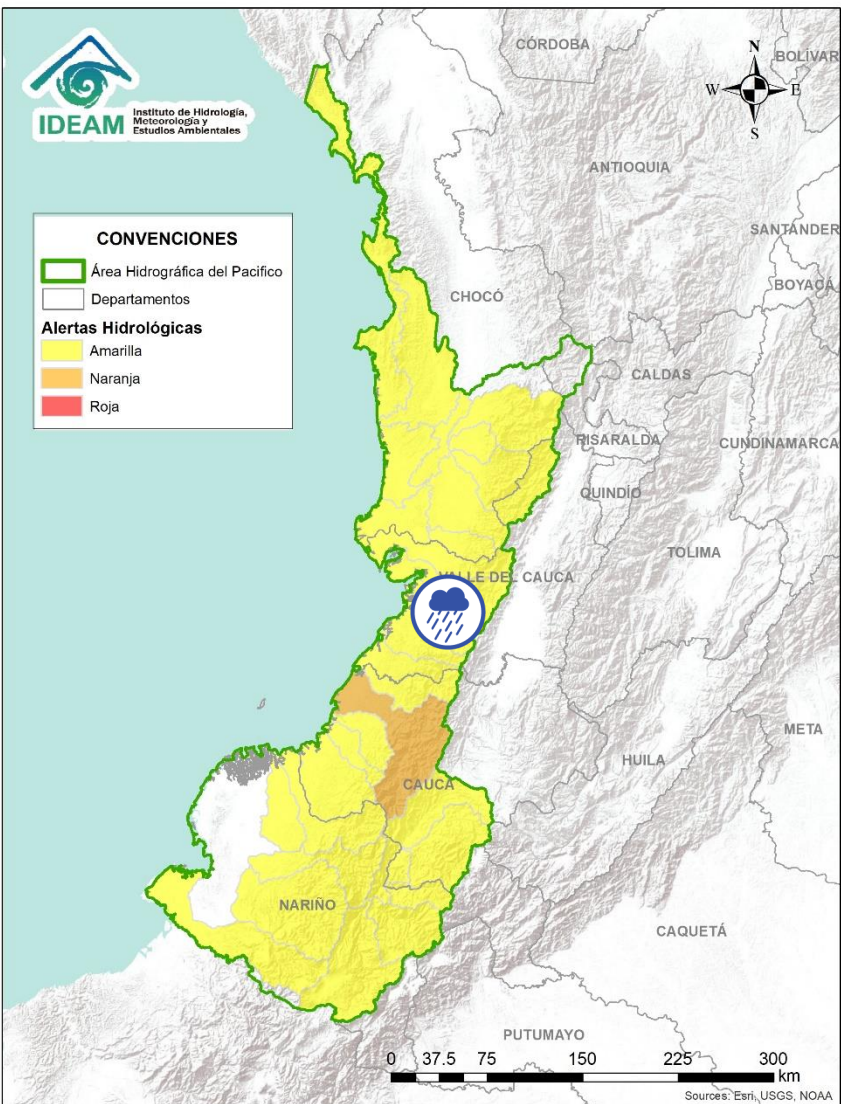 IDEAM
Instituto de Hidrología,
Meteorología y
Estudios Ambientales
N
W
E
S
CÓRDOBA
BOLÍVAR
ANTIOQUIA
SANTANDER
BOYACÁ
CHOCÓ
CALDAS
RISARALDA
CUNDINAMARCA
QUINDÍO
TOLIMA
VALLE DEL CAUCA
META
HUILA
CAUCA
NARIÑO
CAQUETÁ
PUTUMAYO
CONVENCIONES
Área Hidrográfica del Pacifico
Departamentos
Alertas Hidrológicas
Amarilla
Naranja
Roja
0 37.5 75 150 225 300
km
Sources: Esri, USGS, NOAA